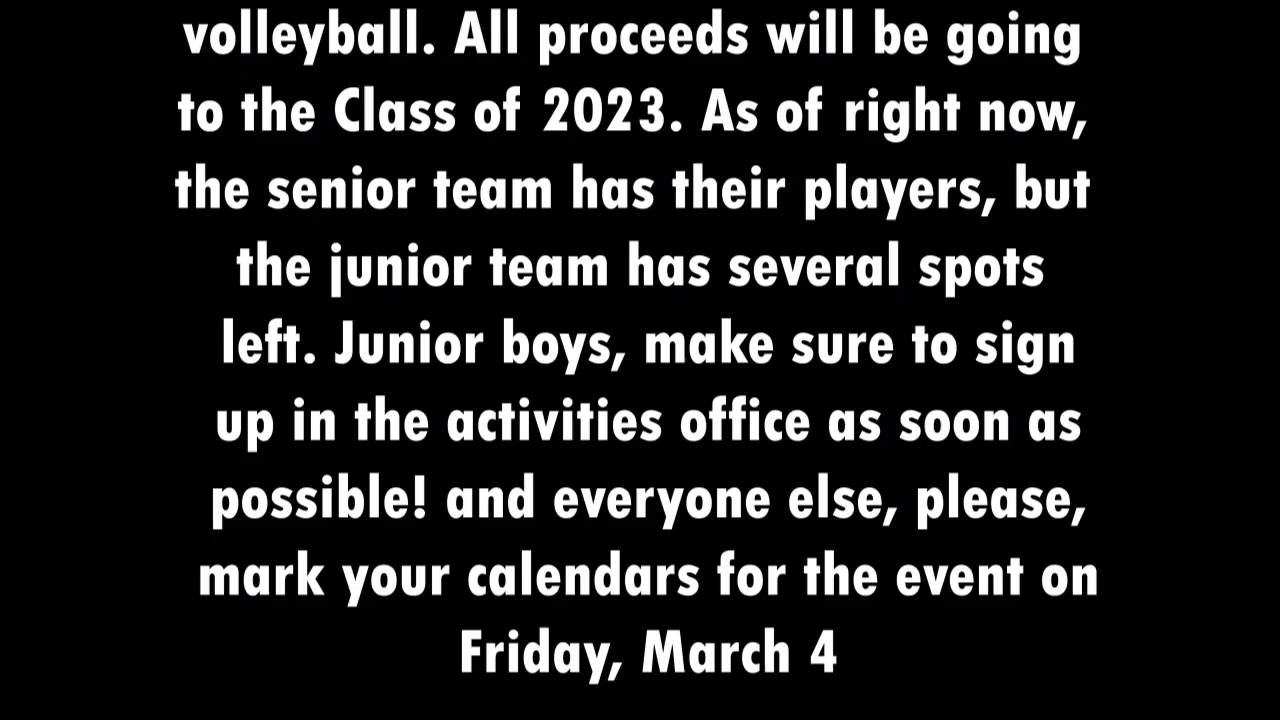 volleyball. All proceeds will be going
to the Class of 2023. As of right now,
the senior team has their players, but
the junior team has several spots
left. Junior boys, make sure to sign
up in the activities office as soon as
possible! and everyone else, please,
mark your calendars for the event on
Friday, March 4